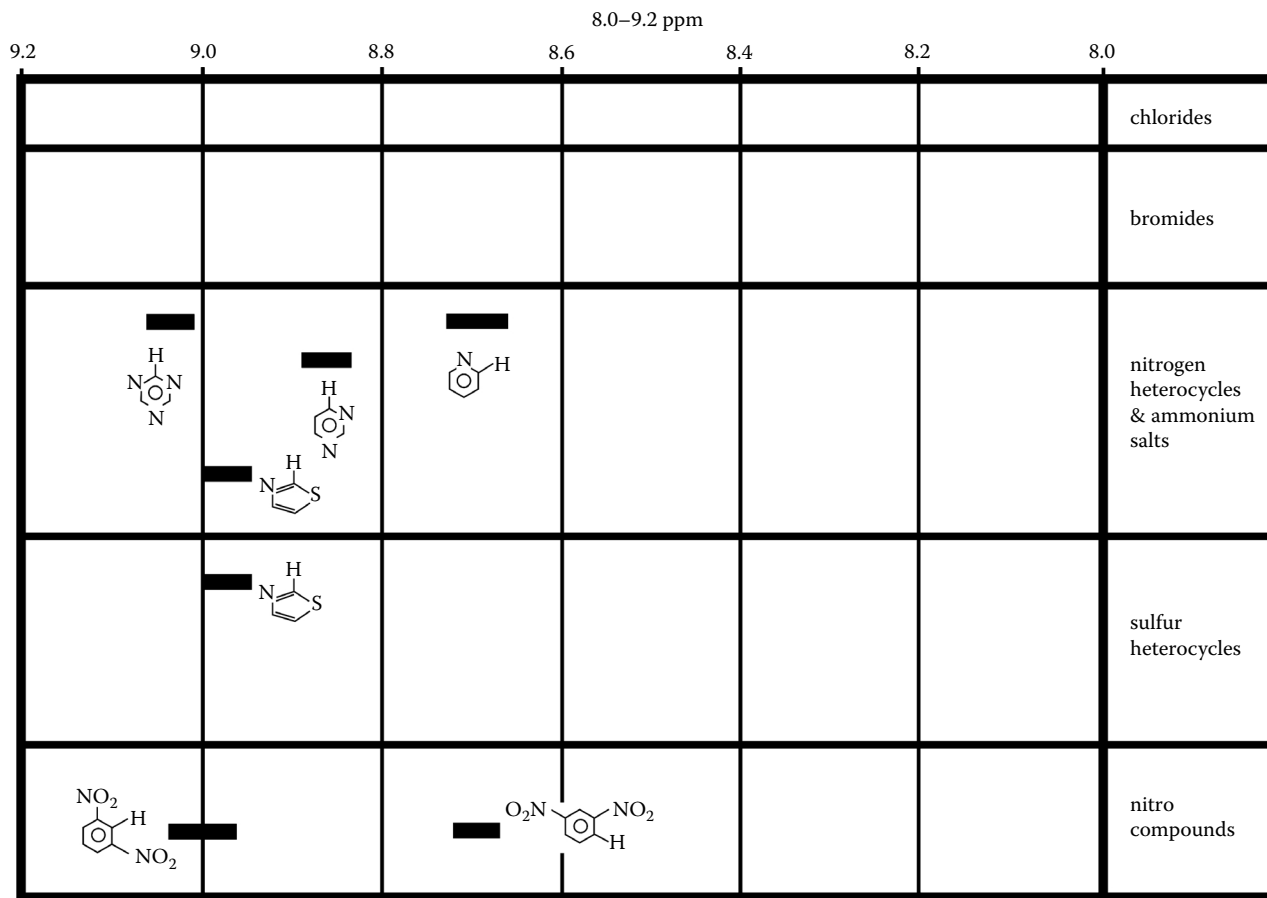 8.0–9.2 ppm
9.2 9.0 8.8 8.6 8.4 8.2 8.0
chlorides
bromides
H
N N
N
H
N
N
N
H
H
N
S
nitrogen
heterocycles
& ammonium
salts
H
N
S
sulfur
heterocycles
NO2
H
NO2
O2N
NO2
H
nitro
compounds